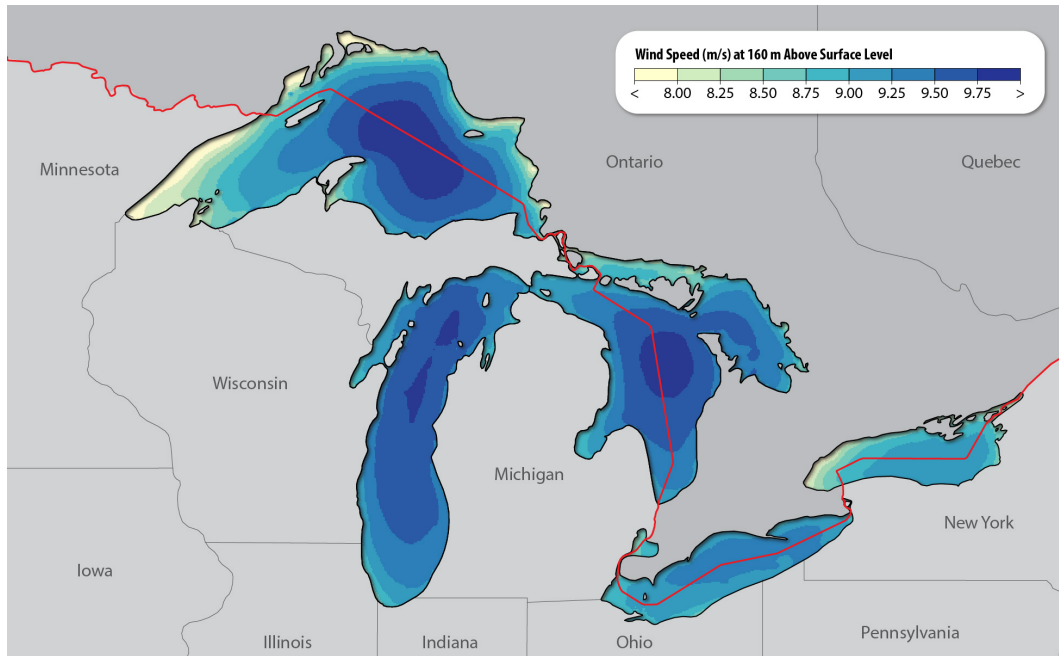 Wind Speed (m/s) at 160 m Above Surface Level
< 8.00 8.25 8.50 8.75 9.00 9.25 9.50 9.75 >
Minnesota
Ontario
Quebec
Wisconsin
Michigan
New York
Iowa
Illinois
Indiana
Ohio
Pennsylvania